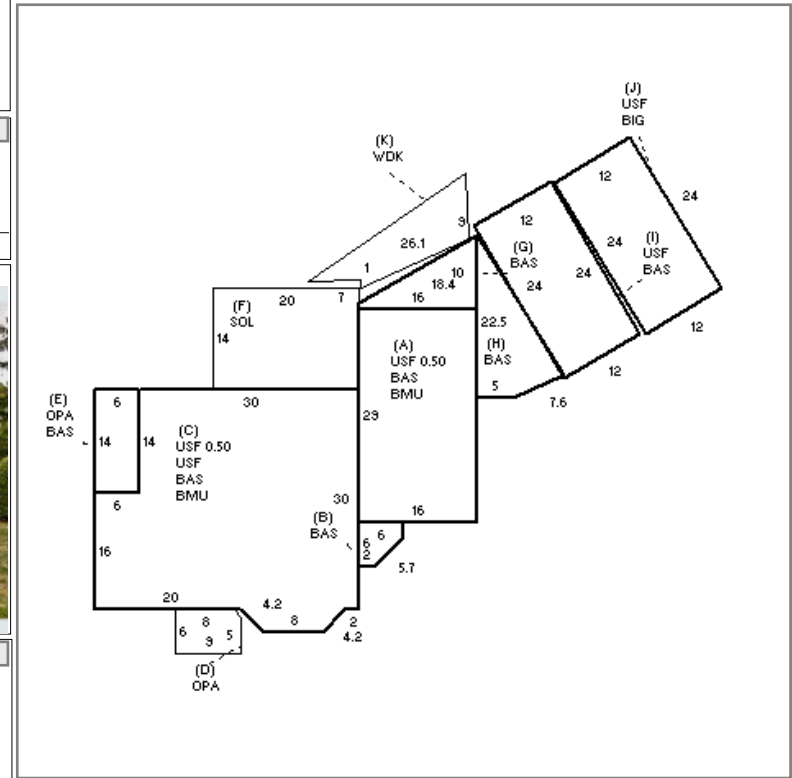 (J)
USF
BIG
(K)
WDK
12
24
9
12
26.1
(G)
BAS
24
(I)
USF
BAS
1
10
24
24
18.4
(F)
SOL
20
7
16
14
22.5
12
(A)
USF 0.50
BAS
BMU
(H)
BAS
12
5
7.6
(E)
OPA
BAS
6
30
29
14
14
(C)
USF 0.50
USF
BAS
BMU
6
30
16
(B)
BAS
6
6
2
16
5.7
20
4.2
8
8
2
4.2
6
5
9
(D)
OPA